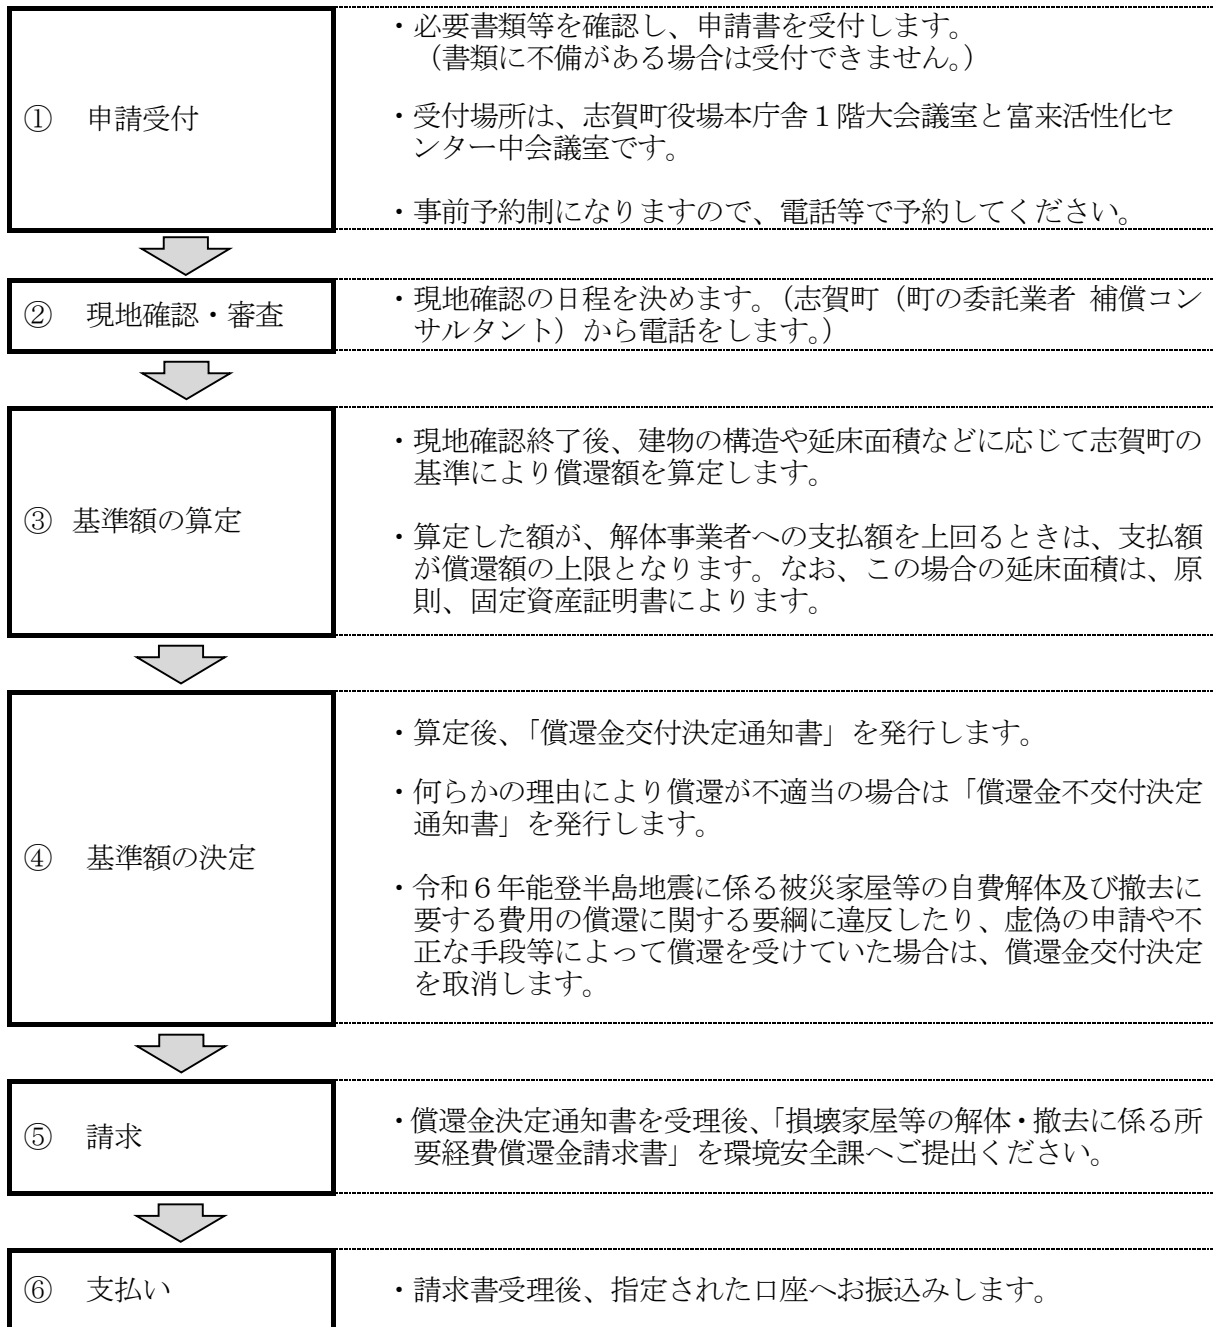 ① 申請受付
・必要書類等を確認し、申請書を受付します。
（書類に不備がある場合は受付できません。）
・受付場所は、志賀町役場本庁舎１階大会議室と富来活性化セ
ンター中会議室です。
・事前予約制になりますので、電話等で予約してください。
② 現地確認・審査
・現地確認の日程を決めます。（志賀町（町の委託業者 補償コン
サルタント）から電話をします。）
③ 基準額の算定
・現地確認終了後、建物の構造や延床面積などに応じて志賀町の
基準により償還額を算定します。
・算定した額が、解体事業者への支払額を上回るときは、支払額
が償還額の上限となります。なお、この場合の延床面積は、原
則、固定資産証明書によります。
④ 基準額の決定
・算定後、「償還金交付決定通知書」を発行します。
・何らかの理由により償還が不適当の場合は「償還金不交付決定
通知書」を発行します。
・令和６年能登半島地震に係る被災家屋等の自費解体及び撤去に
要する費用の償還に関する要綱に違反したり、虚偽の申請や不
正な手段等によって償還を受けていた場合は、償還金交付決定
を取消します。
⑤ 請求
・償還金決定通知書を受理後、「損壊家屋等の解体・撤去に係る所
要経費償還金請求書」を環境安全課へご提出ください。
⑥ 支払い
・請求書受理後、指定された口座へお振込みします。